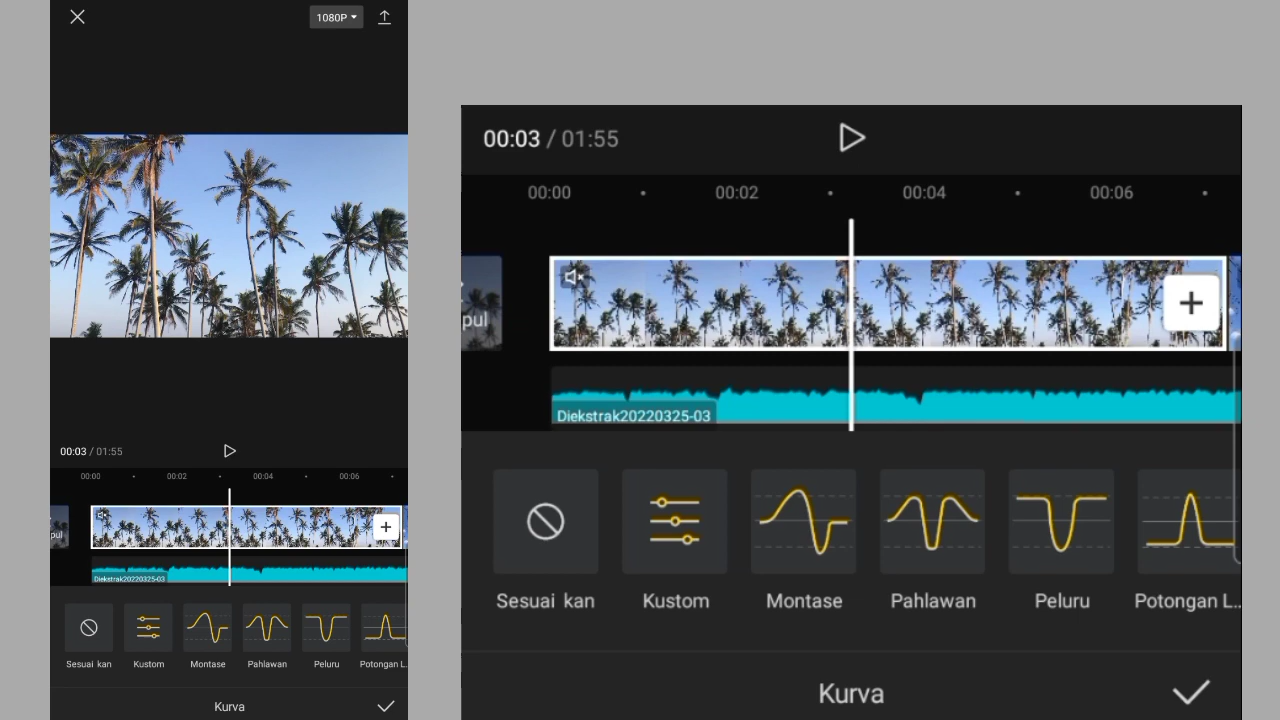 1080P
00:03 / 01:55
00:00 00:02 00:04 00:06
pul
Diekstrak20220325-03
Sesuai kan Kustom Montase Pahlawan Peluru Potongan L..
Kurva
00:03 / 01:55
00:00 00:02 00:04 00:06
pul
Diekstrak20220325-03
Sesuai kan Kustom Montase Pahlawan Peluru Potongan L...
Kurva